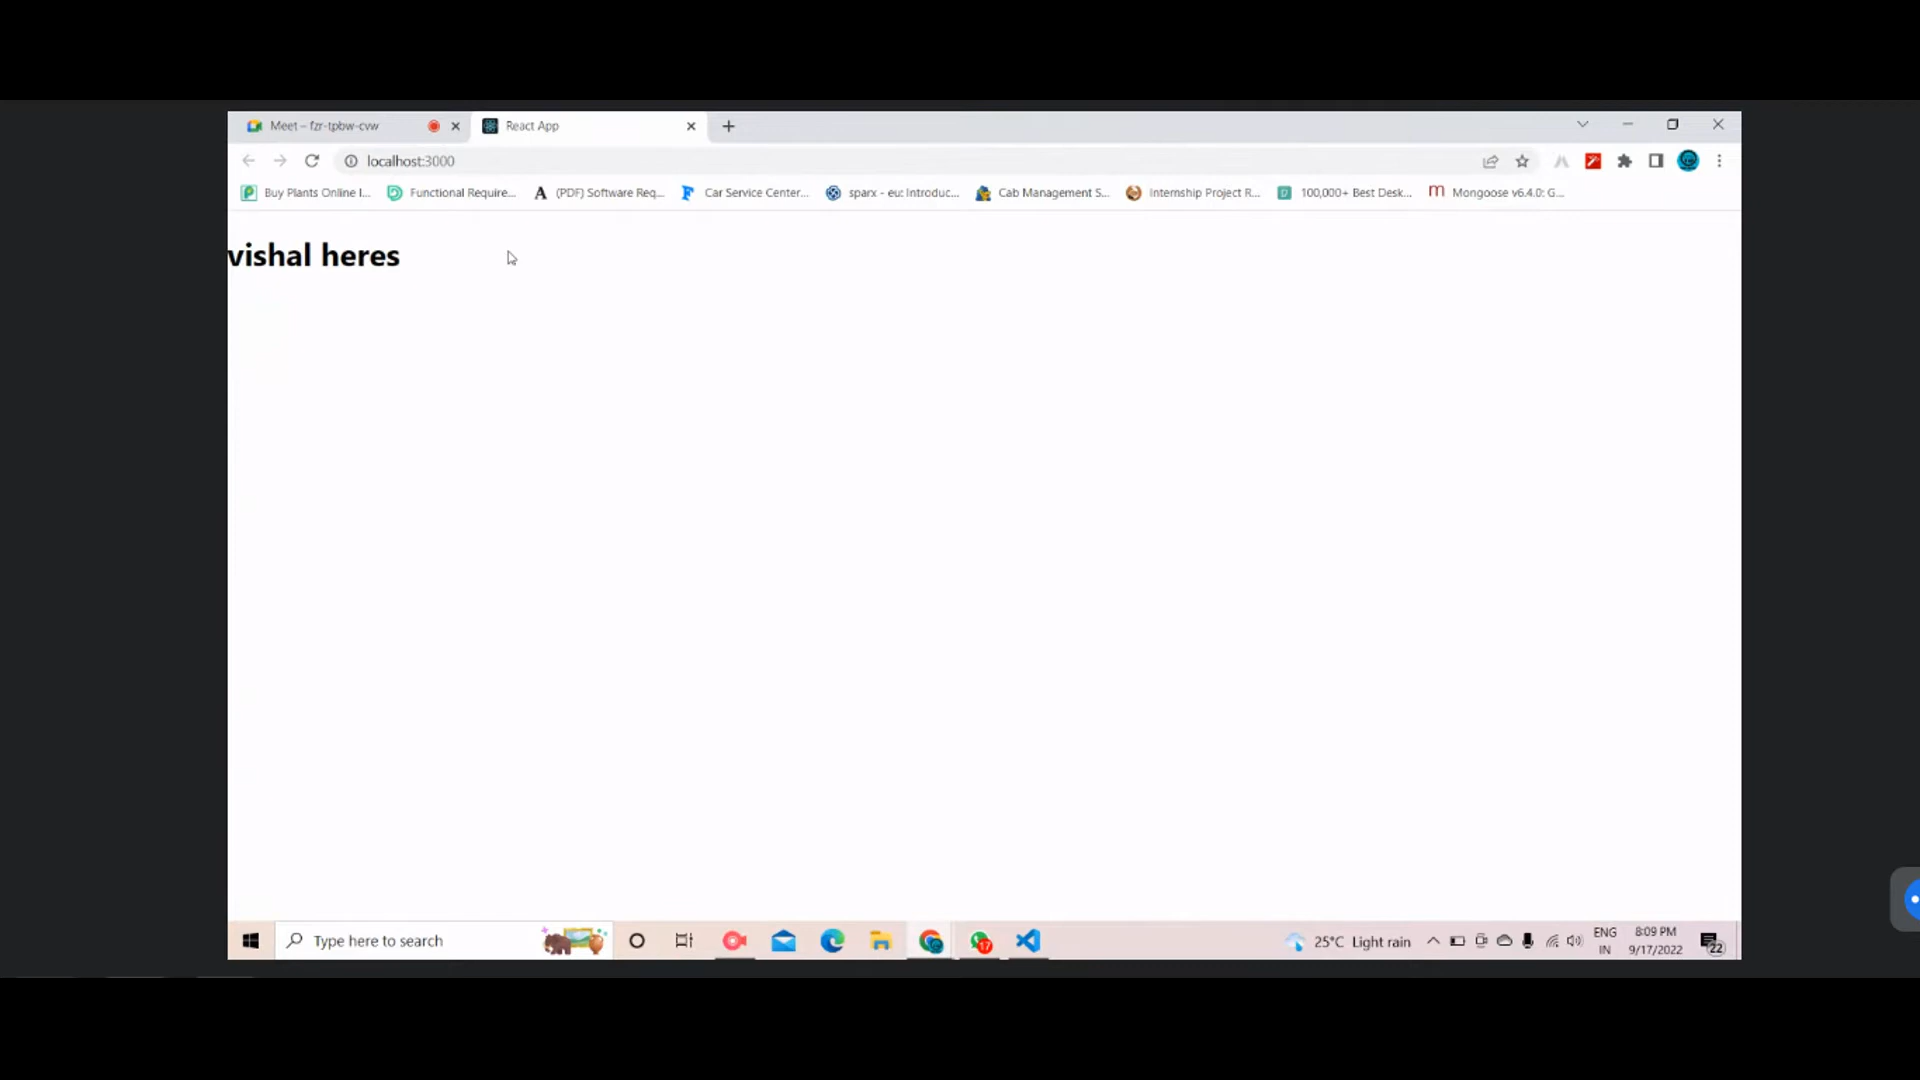 Meet – fzr-tpbw-cvw
React App
localhost:3000
Buy Plants Online I...
Functional Require...
(PDF) Software Req...
Car Service Center...
sparx - eu: Introduc...
Cab Management S...
Internship Project R...
100,000+ Best Desk...
Mongoose v6.4.0: G...
vishal heres
Type here to search
17
25°C Light rain
ENG
IN
8:09 PM
9/17/2022
22